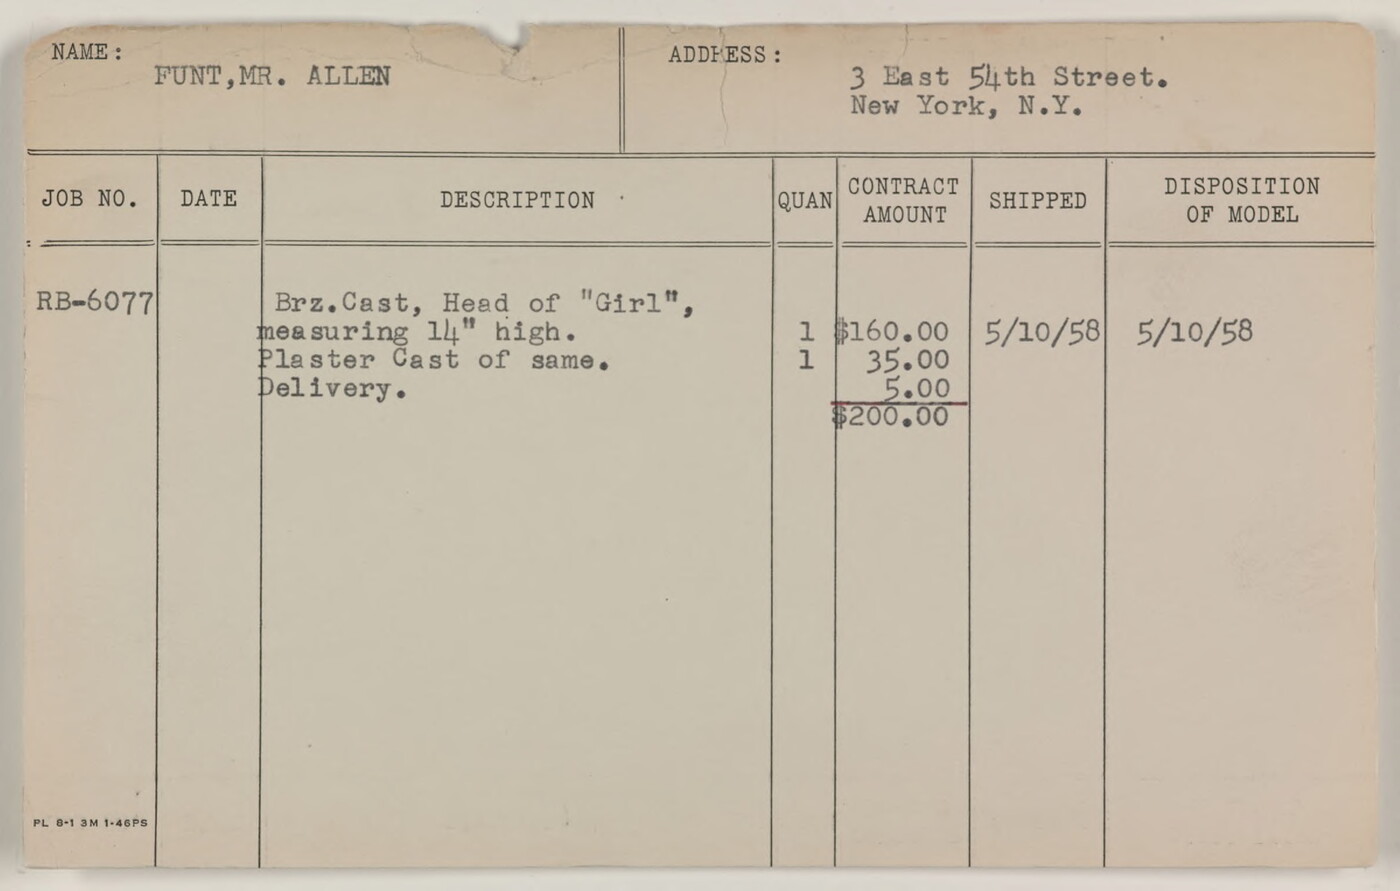 NAME: ADDRESS:
FUNT,MR. ALLEN 3 East 54th Street.
New York, N.Y.
JOB NO. DATE DESCRIPTION QUAN CONTRACT AMOUNT SHIPPED DISPOSITION OF MODEL
RB-6077 Brz.Cast, Head of "Girl",
measuring 14" high. 1 $160.00 5/10/58 5/10/58
Plaster Cast of same. 1 35.00
Delivery. 5.00
$200.00
PL 8-1 3M 1-46PS